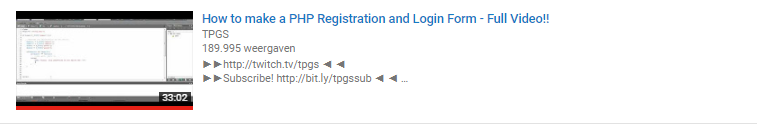 How to make a PHP Registration and Login Form - Full Video!!
TPGS
189.995 weergaven
►►http://twitch.tv/tpgs ◄ ◄
►►Subscribe! http://bit.ly/tpgssub ◄ ◄ ...
33:02